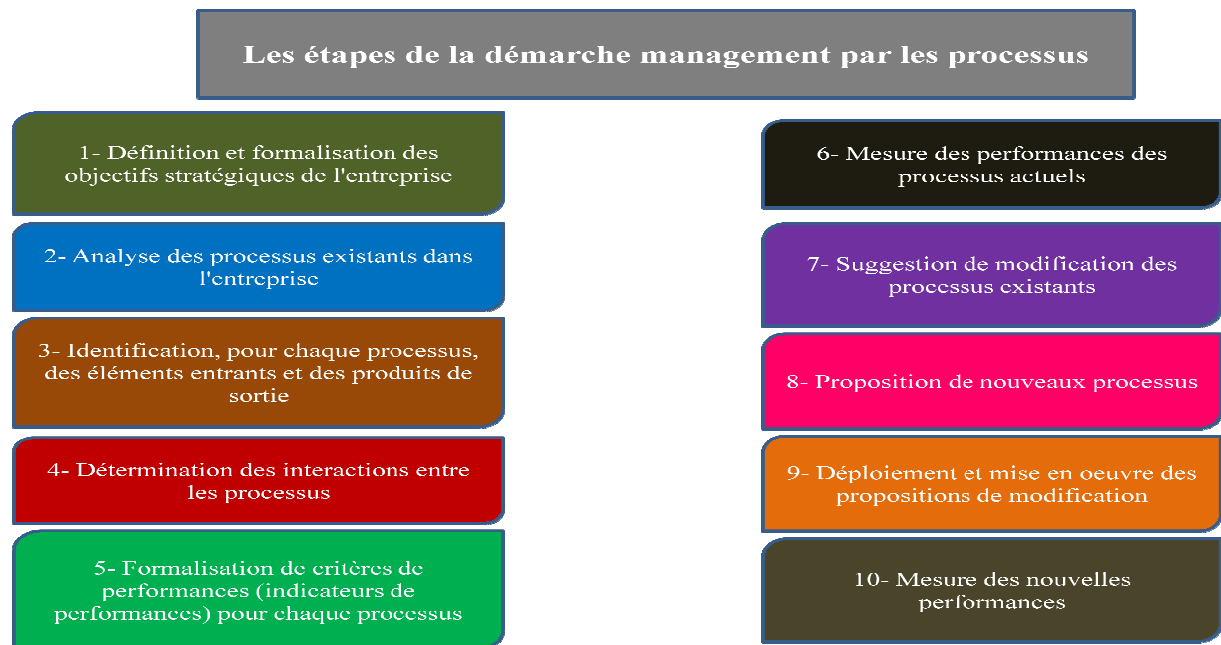 Les étapes de la démarche management par les processus
1- Définition et formalisation des
objectifs stratégiques de l'entreprise
2- Analyse des processus existants dans
l'entreprise
3- Identification, pour chaque processus,
des éléments entrants et des produits de
sortie
4- Détermination des interactions entre
les processus
5- Formalisation de critères de
performances (indicateurs de
performances) pour chaque processus
6- Mesure des performances des
processus actuels
7- Suggestion de modification des
processus existants
8- Proposition de nouveaux processus
9- Déploiement et mise en oeuvre des
propositions de modification
10- Mesure des nouvelles
performances